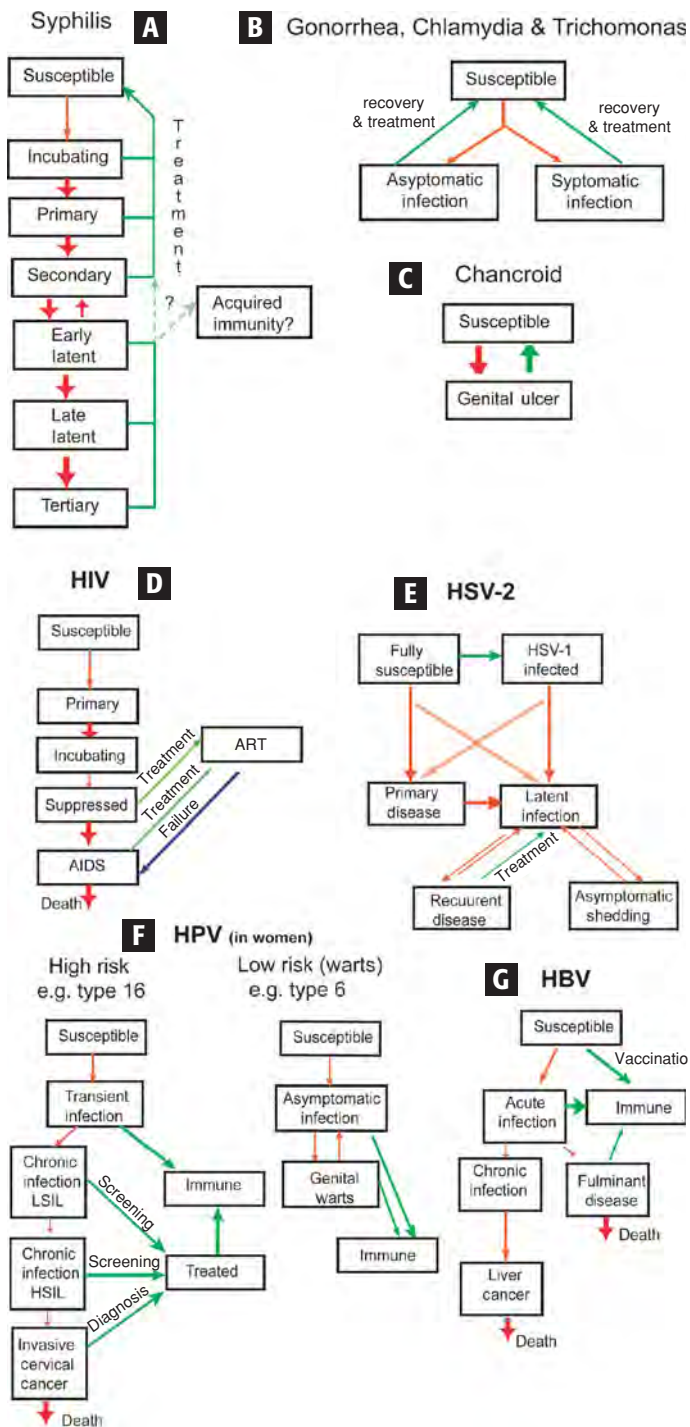 Syphilis
A
Susceptible
Incubating
Primary
Secondary
Early
latent
Late
latent
Tertiary
Treatment
?
Acquired
immunity?
B
Gonorrhea, Chlamydia & Trichomonas
Susceptible
recovery
& treatment
recovery
& treatment
Asyptomatic
infection
Syptomatic
infection
C
Chancroid
Susceptible
Genital ulcer
HIV
D
Susceptible
Primary
Incubating
Suppressed
AIDS
Death
ART
Treatment
Treatment
Failure
E
HSV-2
Fully
susceptible
HSV-1
infected
Primary
disease
Latent
infection
Treatment
Recuurent
disease
Asymptomatic
shedding
F
HPV (in women)
High risk
e.g. type 16
Susceptible
Transient
infection
Chronic
infection
LSIL
Chronic
infection
HSIL
Invasive
cervical
cancer
Death
Screening
Screening
Diagnosis
Immune
Treated
Low risk (warts)
e.g. type 6
Susceptible
Asymptomatic
infection
Genital
warts
Immune
G
HBV
Susceptible
Vaccinatio
Acute
infection
Immune
Chronic
infection
Fulminant
disease
Death
Liver
cancer
Death